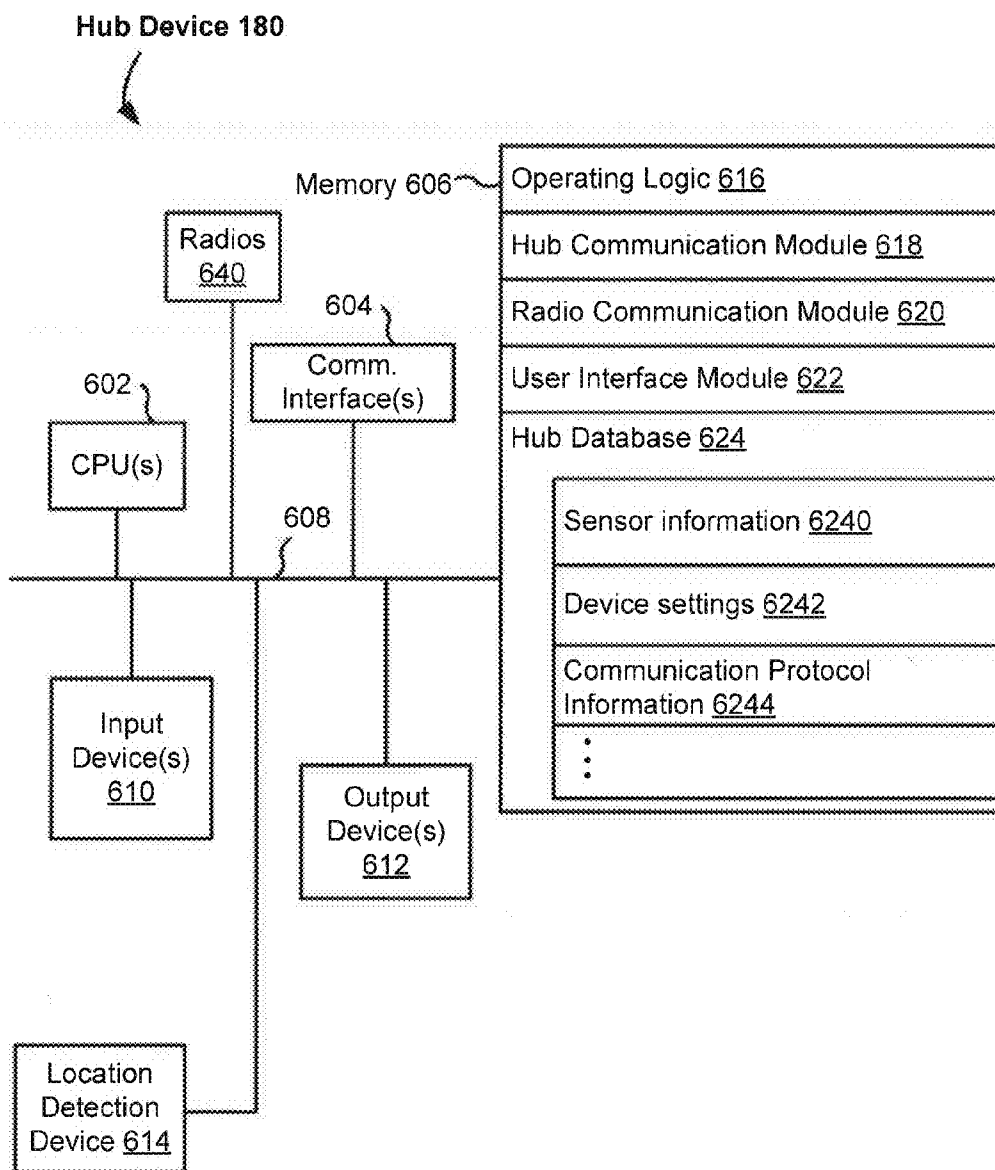 Hub Device 180
Memory 606
Operating Logic 616
Hub Communication Module 618
Radio Communication Module 620
User Interface Module 622
Hub Database 624
Sensor information 6240
Device settings 6242
Communication Protocol
Information 6244
Radios
640
604
Comm.
Interface(s)
602
CPU(s)
608
Input
Device(s)
610
Output
Device(s)
612
Location
Detection
Device 614